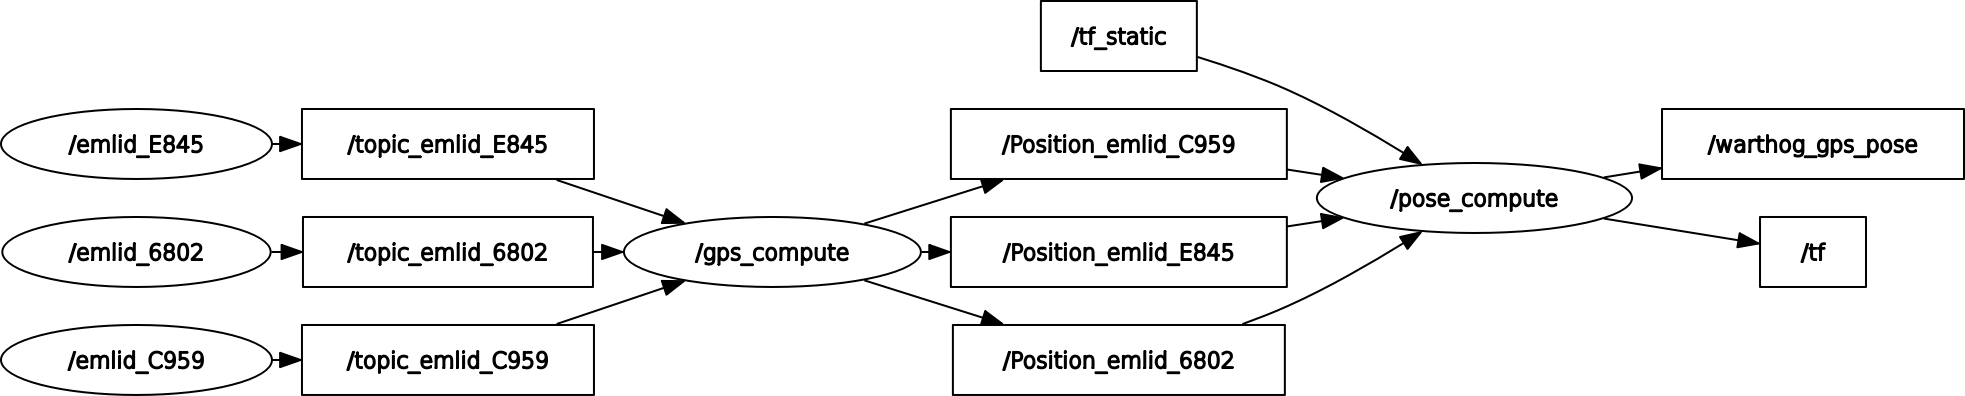 /tf_static
/emlid_E845
/topic_emlid_E845
/Position_emlid_C959
/warthog_gps_pose
/pose_compute
/emlid_6802
/topic_emlid_6802
/gps_compute
/Position_emlid_E845
/tf
/emlid_C959
/topic_emlid_C959
/Position_emlid_6802